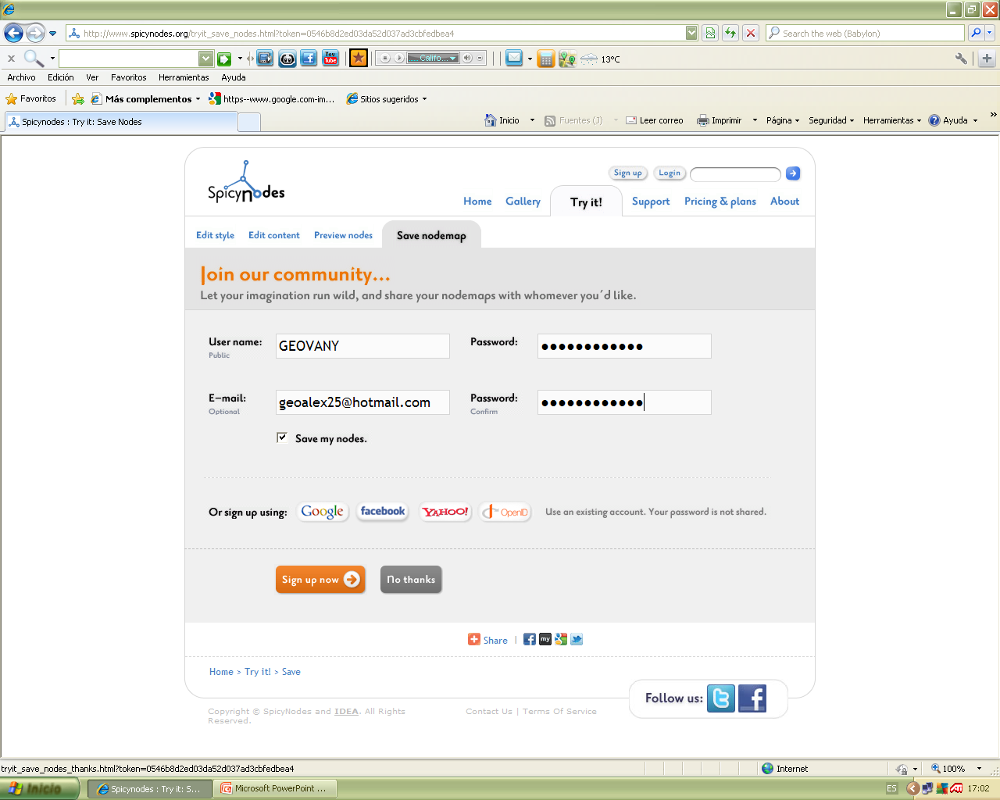 http://www.spicynodes.org/tryit_save_nodes.html?token=0546b8d2ed03da52d037ad3cbfedbea4
Search the web (Babylon)
You Tube
Califo...
13ºC
Archivo Edición Ver Favoritos Herramientas Ayuda
Favoritos Más complementos https--www.google.com-im... Sitios sugeridos
Spicynodes : Try it: Save Nodes
Inicio Fuentes (J) Leer correo Imprimir Página Seguridad Herramientas Ayuda
Spicynodes
Sign up Login
Home Gallery Try it! Support Pricing & plans About
Edit style Edit content Preview nodes Save nodemap
Join our community...
Let your imagination run wild, and share your nodemaps with whomever you´d like.
User name: GEOVANY Password: ●●●●●●●●●●●●
Public
E-mail: geoalex25@hotmail.com Password: ●●●●●●●●●●●●
Optional Confirm
Save my nodes.
Or sign up using: Google facebook YAHOO! OpenID Use an existing account. Your password is not shared.
Sign up now No thanks
Share | my
Home > Try it! > Save
Follow us:
Copyright © SpicyNodes and IDEA. All Rights Reserved.
Contact Us | Terms Of Service
tryit_save_nodes_thanks.html?token=0546b8d2ed03da52d037ad3cbfedbea4
Internet 100%
Inicio Spicynodes : Try it: S... Microsoft PowerPoint ... ES 17:02